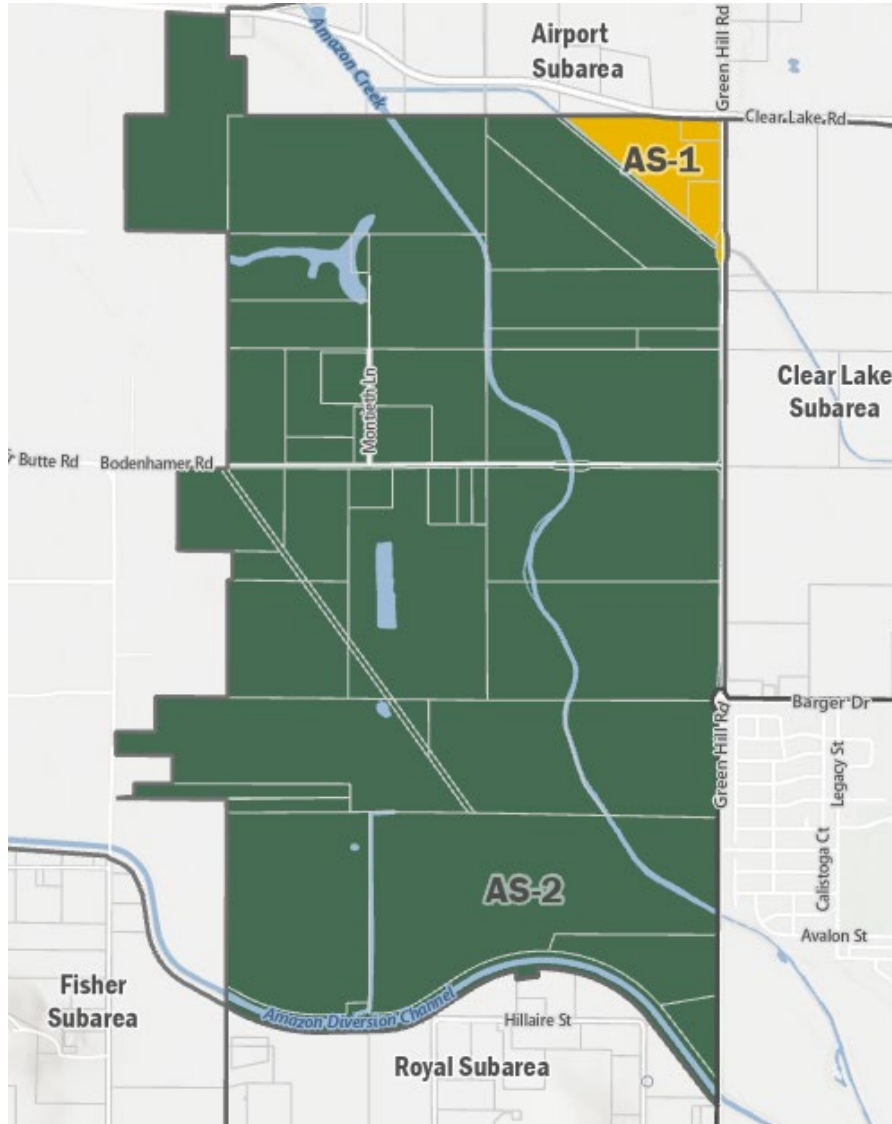 Airport
Subarea
Green Hill Rd
Amazon Creek
Clear Lake Rd
AS-1
Clear Lake
Subarea
Montieth Ln
Butte Rd
Bodenhamer Rd
Barger Dr
Green Hill Rd
Legacy St
Calistoga Ct
AS-2
Avalon St
Fisher
Subarea
Amazon Diversion Channel
Hillaire St
Royal Subarea